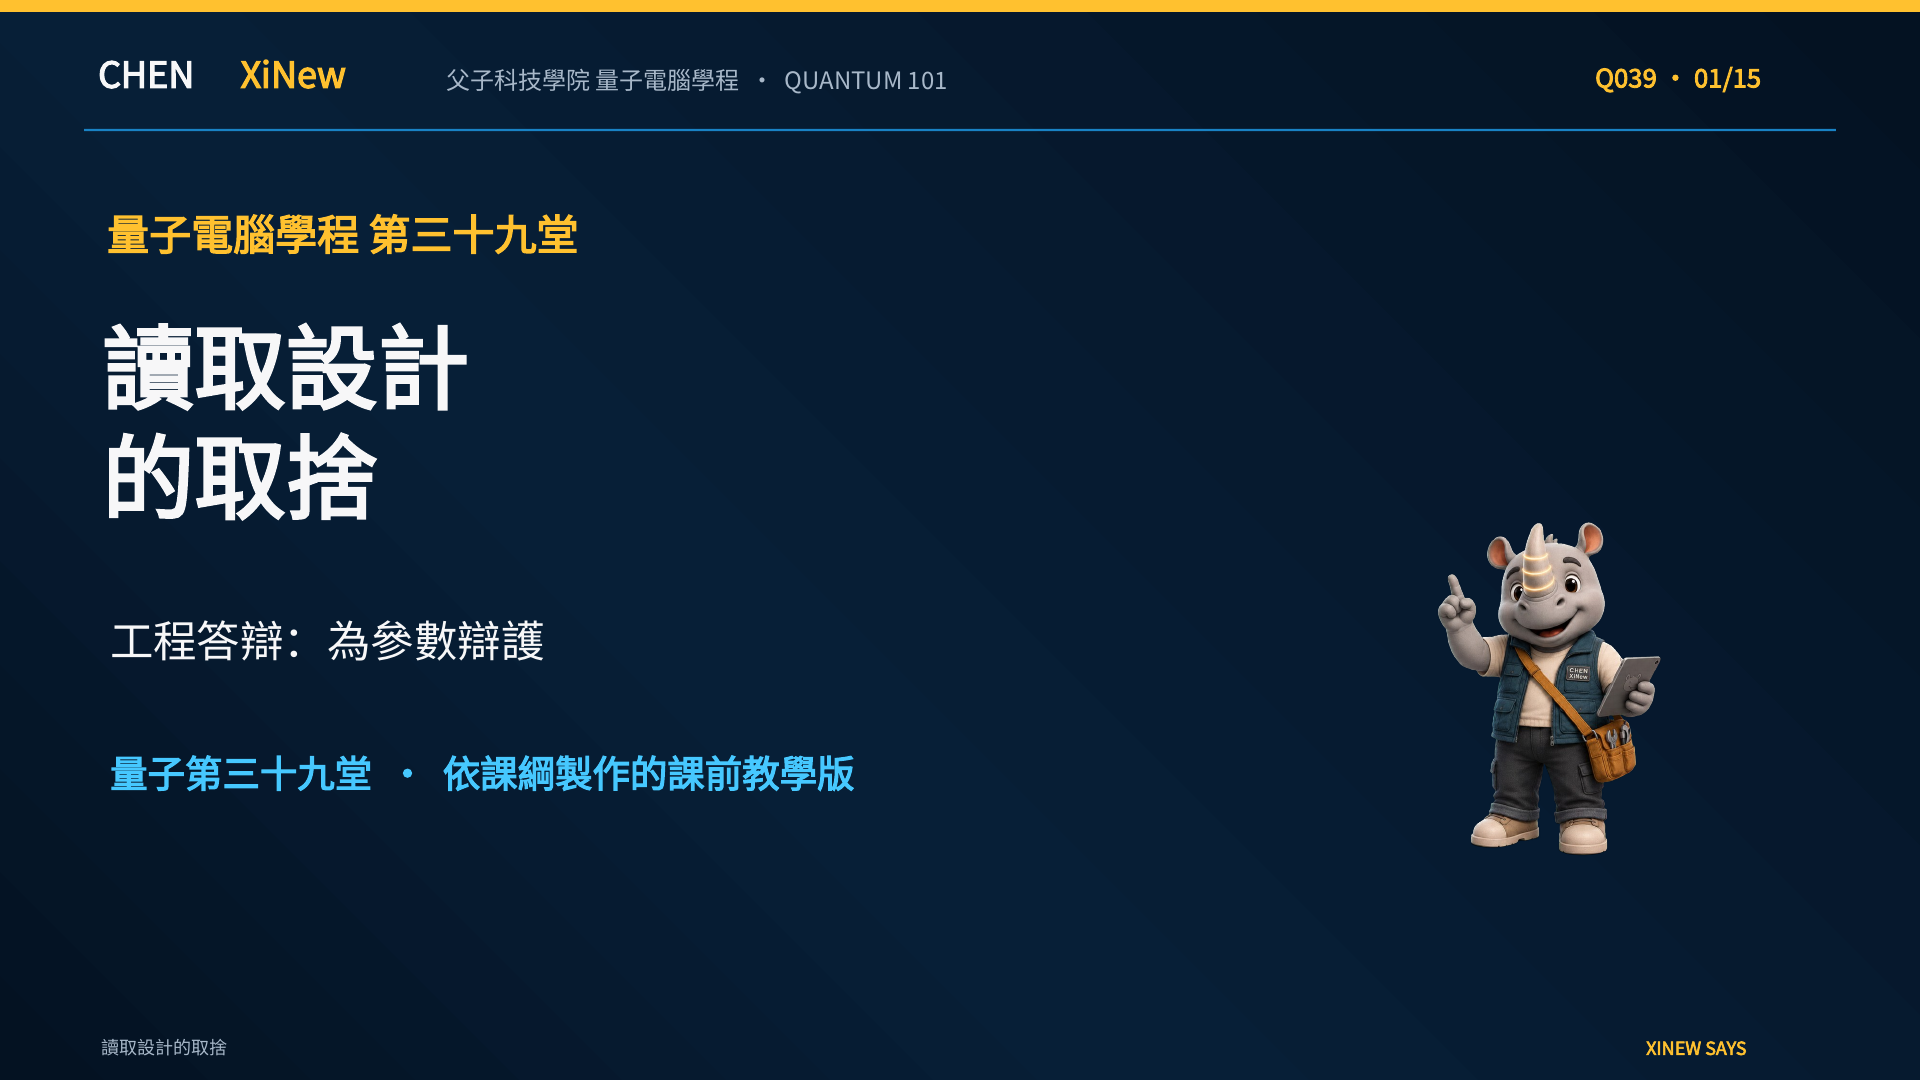 CHEN XiNew 父子科技學院 量子電腦學程 • QUANTUM 101 Q039 • 01/15
量子電腦學程 第三十九堂
讀取設計
的取捨
工程答辯：為參數辯護
量子第三十九堂 • 依課綱製作的課前教學版
CHEN
XiNew
讀取設計的取捨 XINEW SAYS